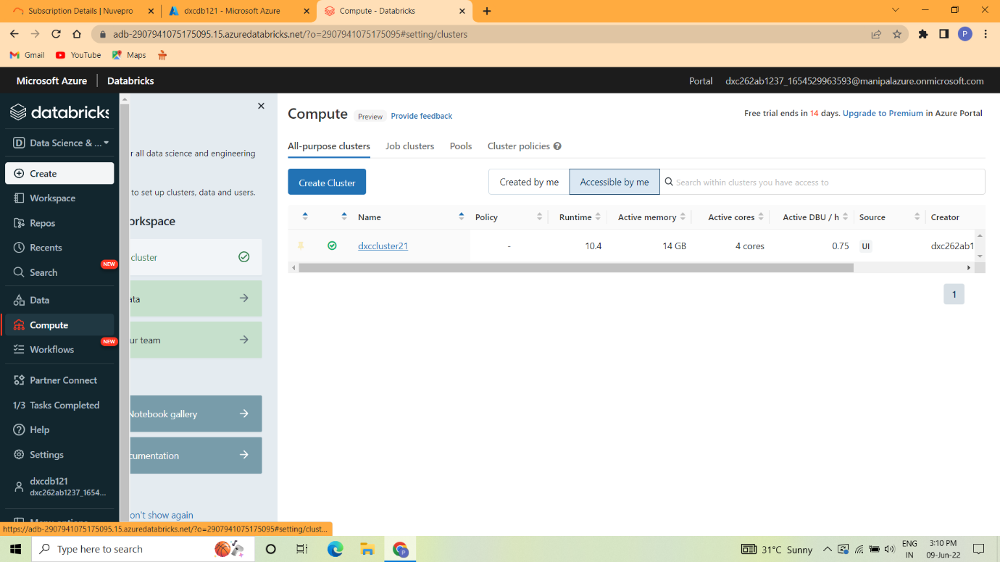 Subscription Details | Nuvepro
dxcdb121 - Microsoft Azure
Compute - Databricks
adb-2907941075175095.15.azuredatabricks.net/?o=2907941075175095#setting/clusters
P
Gmail
YouTube
Maps
Microsoft Azure
Databricks
Portal
dxc262ab1237_1654529963593@manipalazure.onmicrosoft.com
databricks
D Data Science & ...
Create
Workspace
Repos
Recents
NEW
Search
Data
Compute
NEW
Workflows
Partner Connect
1/3 Tasks Completed
Help
Settings
dxcdb121
dxc262ab1237_1654...
Menu options
r all data science and engineering
to set up clusters, data and users.
orkspace
cluster
ata
ur team
Notebook gallery
cumentation
on't show again
Compute
Preview
Provide feedback
Free trial ends in 14 days. Upgrade to Premium in Azure Portal
All-purpose clusters
Job clusters
Pools
Cluster policies
Create Cluster
Created by me
Accessible by me
Search within clusters you have access to
Name Policy Runtime Active memory Active cores Active DBU / h Source Creator
dxccluster21 - 10.4 14 GB 4 cores 0.75 UI dxc262ab1
1
https://adb-2907941075175095.15.azuredatabricks.net/?o=2907941075175095#setting/clust...
Type here to search
31°C Sunny
ENG
IN
3:10 PM
09-Jun-22